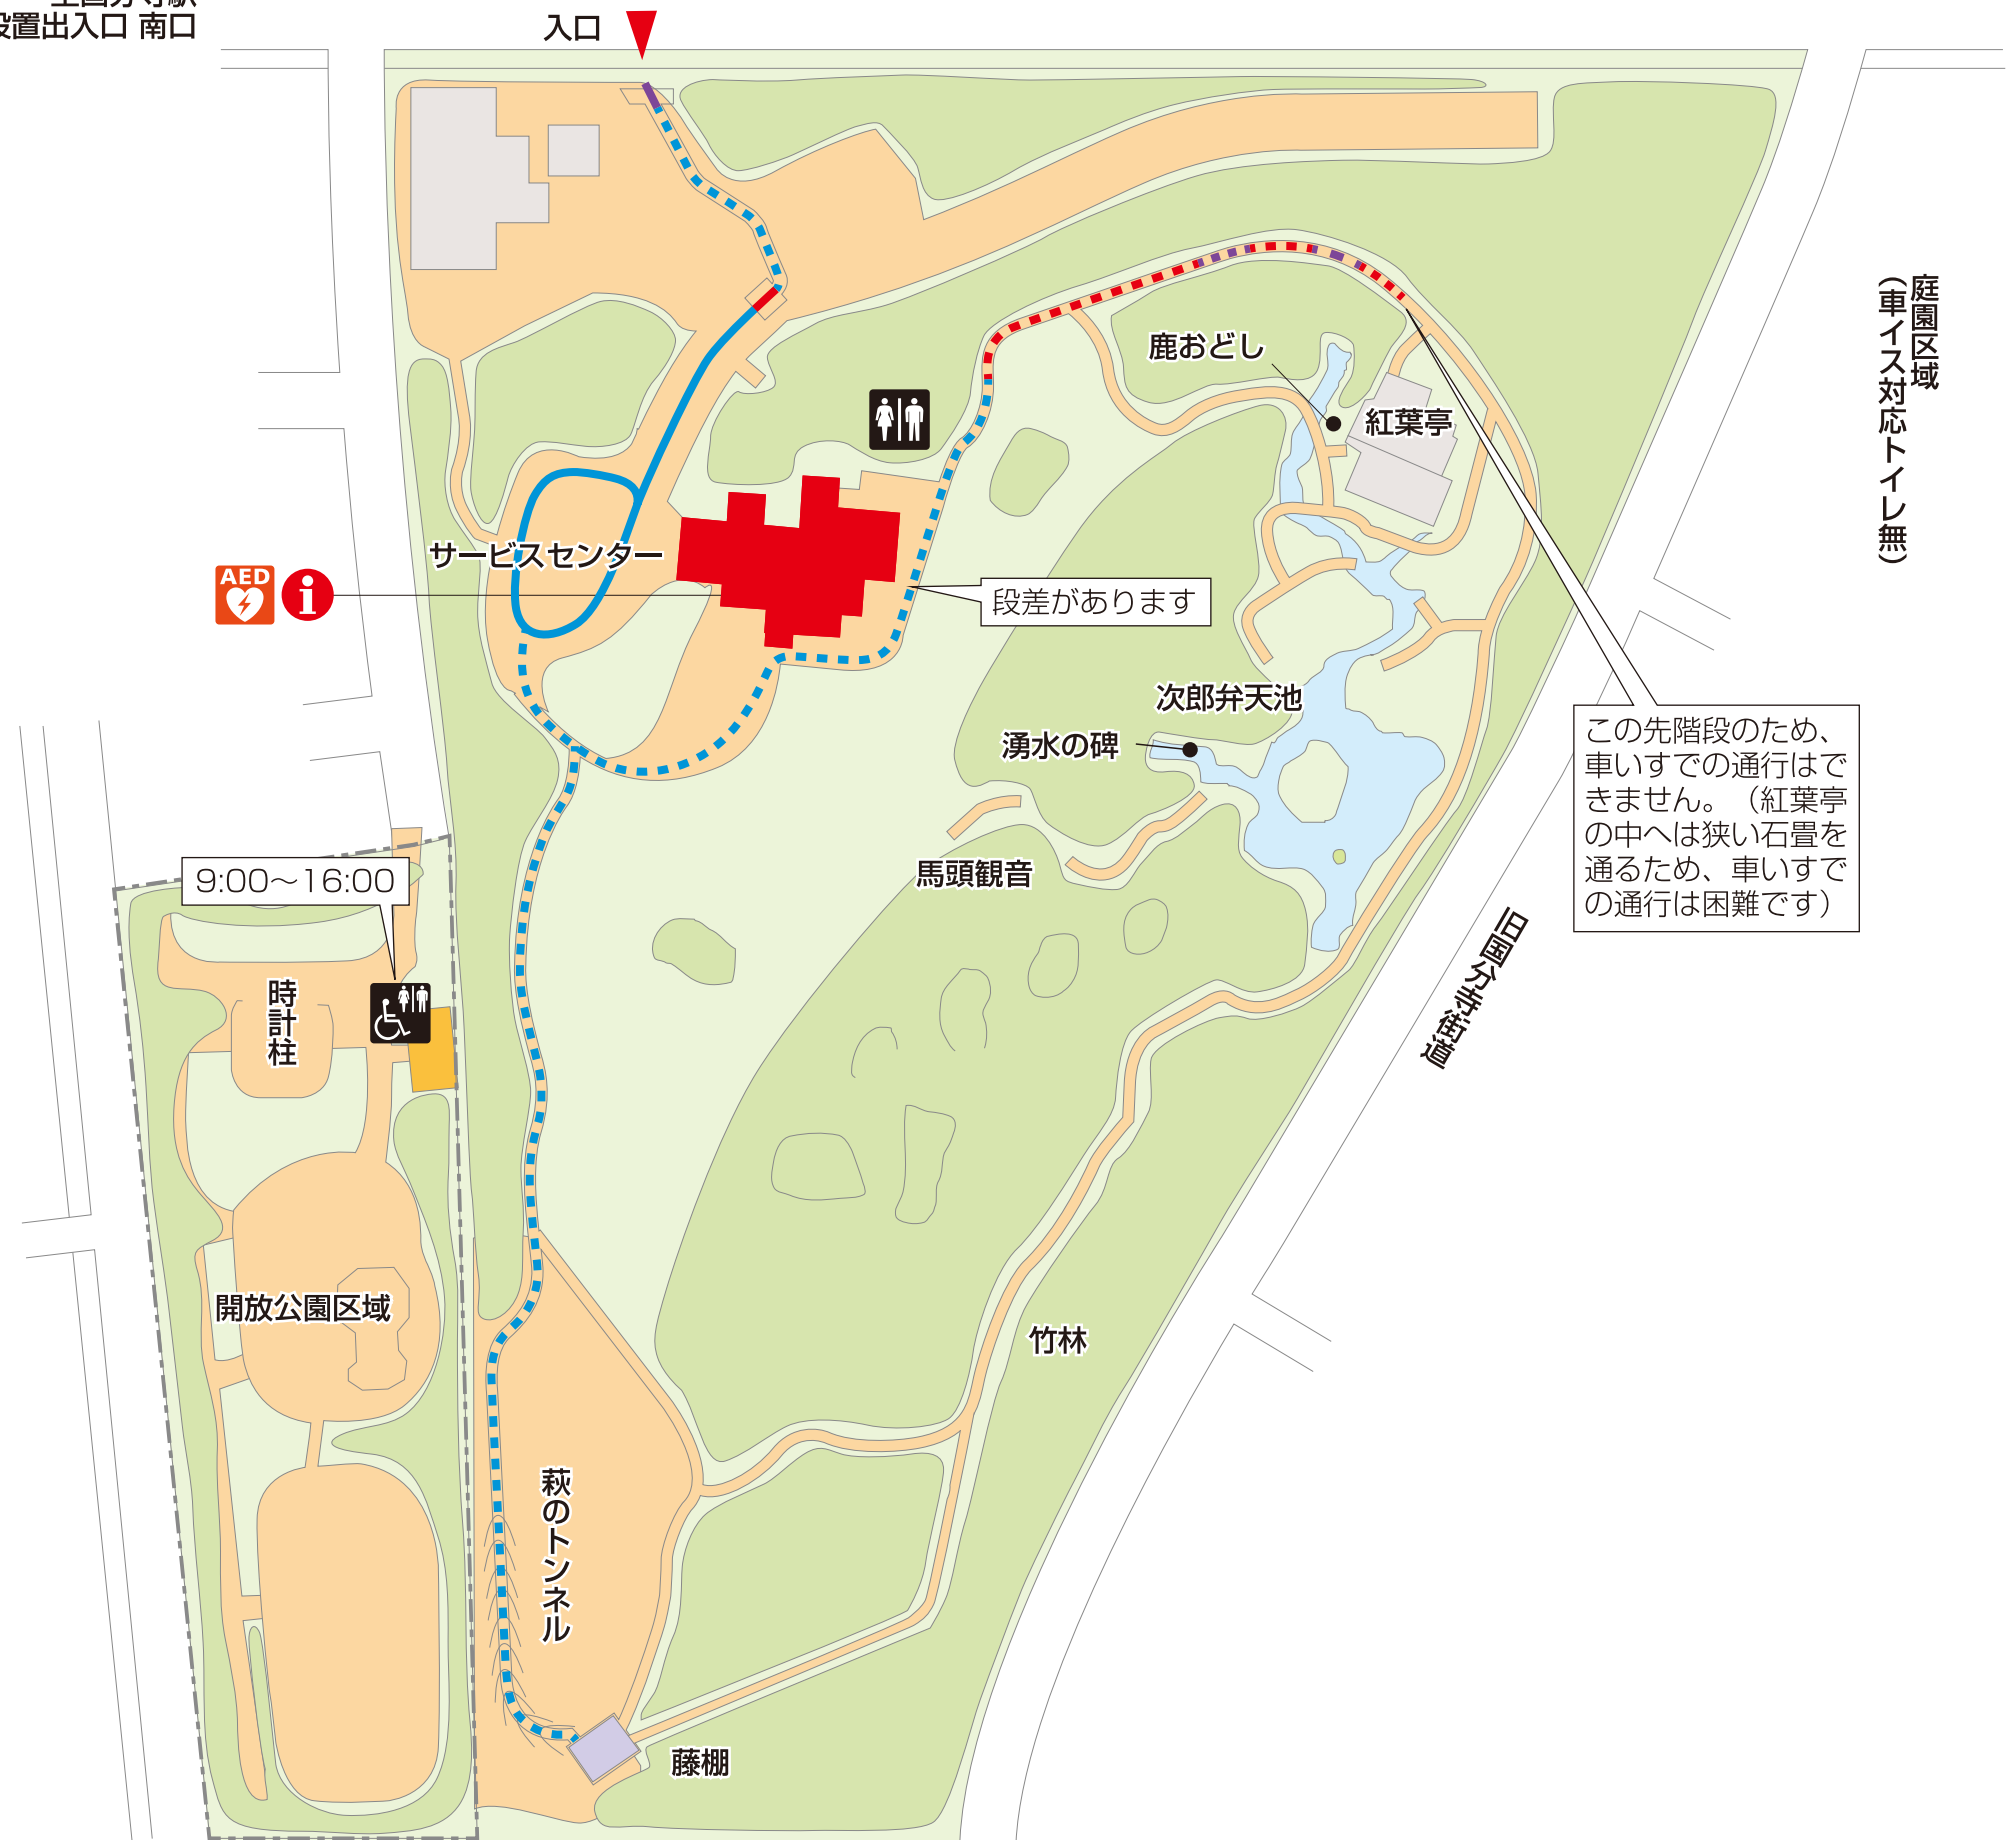 設置出入口 南口
入口
庭園区域
（車イス対応トイレ無）
鹿おどし
紅葉亭
サービスセンター
AED
i
段差があります
次郎弁天池
湧水の碑
この先階段のため、
車いすでの通行はで
きません。（紅葉亭
の中へは狭い石畳を
通るため、車いすで
の通行は困難です）
馬頭観音
9:00〜16:00
旧国分寺街道
時計柱
開放公園区域
竹林
萩のトンネル
藤棚